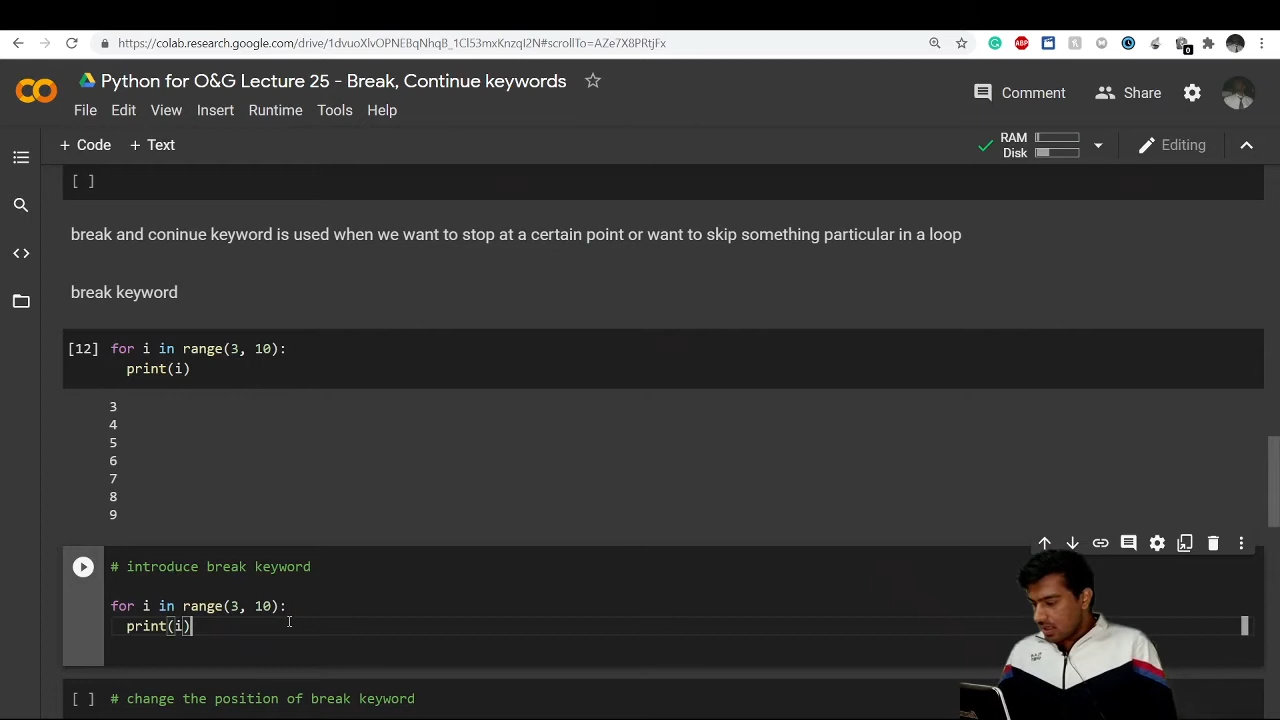 https://colab.research.google.com/drive/1dvuoXlvOPNEBqNhqB_1Cl53mxKnzqI2N#scrollTo=AZe7X8PRtjFx
ABP
0
Python for O&G Lecture 25 - Break, Continue keywords
Comment
Share
File Edit View Insert Runtime Tools Help
+ Code + Text
RAM
Disk
Editing
[ ]
break and coninue keyword is used when we want to stop at a certain point or want to skip something particular in a loop
break keyword
[12] for i in range(3, 10):
print(i)
3
4
5
6
7
8
9
# introduce break keyword
for i in range(3, 10):
print(i)
[ ] # change the position of break keyword